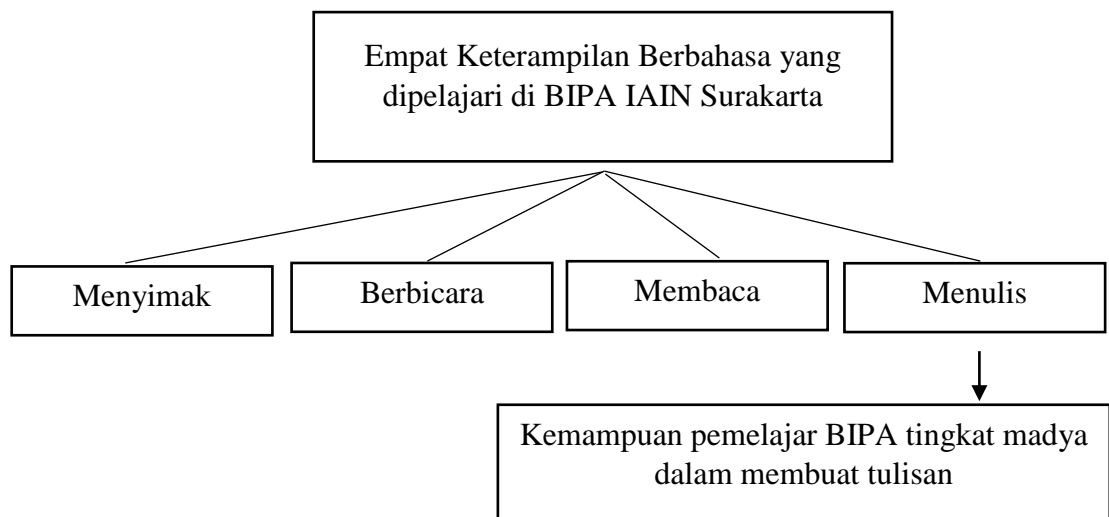 Empat Keterampilan Berbahasa yang
dipelajari di BIPA IAIN Surakarta
Menyimak
Berbicara
Membaca
Menulis
Kemampuan pemelajar BIPA tingkat madya
dalam membuat tulisan